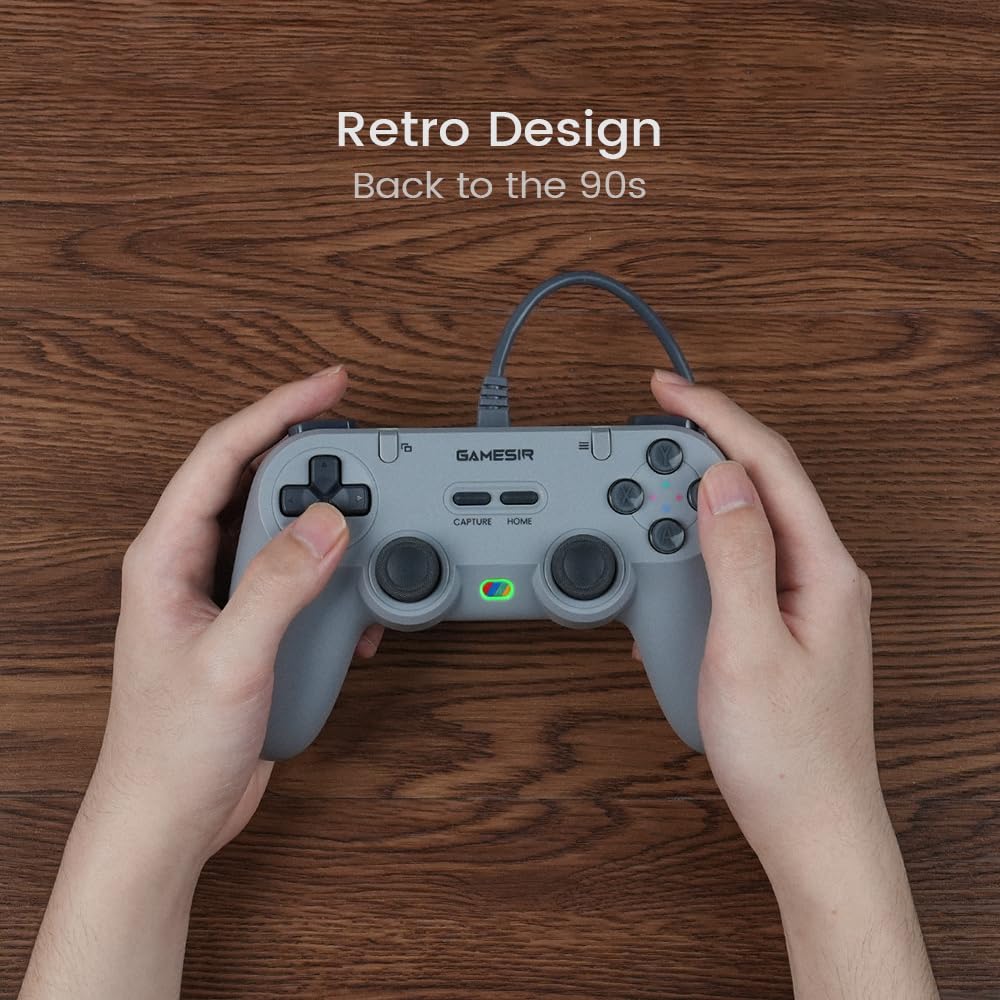 Retro Design
Back to the 90s
GAMESIR
CAPTURE HOME
Y
X
A